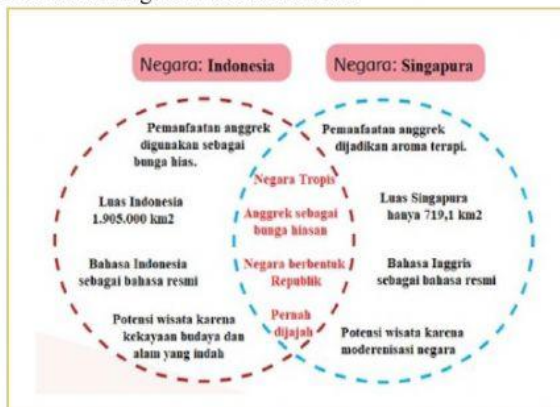 Negara: Indonesia
Negara: Singapura
Pemanfaatan anggrek
digunakan sebagai
bunga hias.
Luas Indonesia
1.905.000 km2
Bahasa Indonesia
sebagai bahasa resmi
Potensi wisata karena
kekayaan budaya dan
alam yang indah
Negara Tropis
Anggrek sebagai
bunga hiasan
Negara berbentuk
Republik
Pernah
dijajah
Pemanfaatan anggrek
dijadikan aroma terapi.
Luas Singapura
hanya 719,1 km2
Bahasa Inggris
sebagai bahasa resmi
Potensi wisata karena
moderenisasi negara